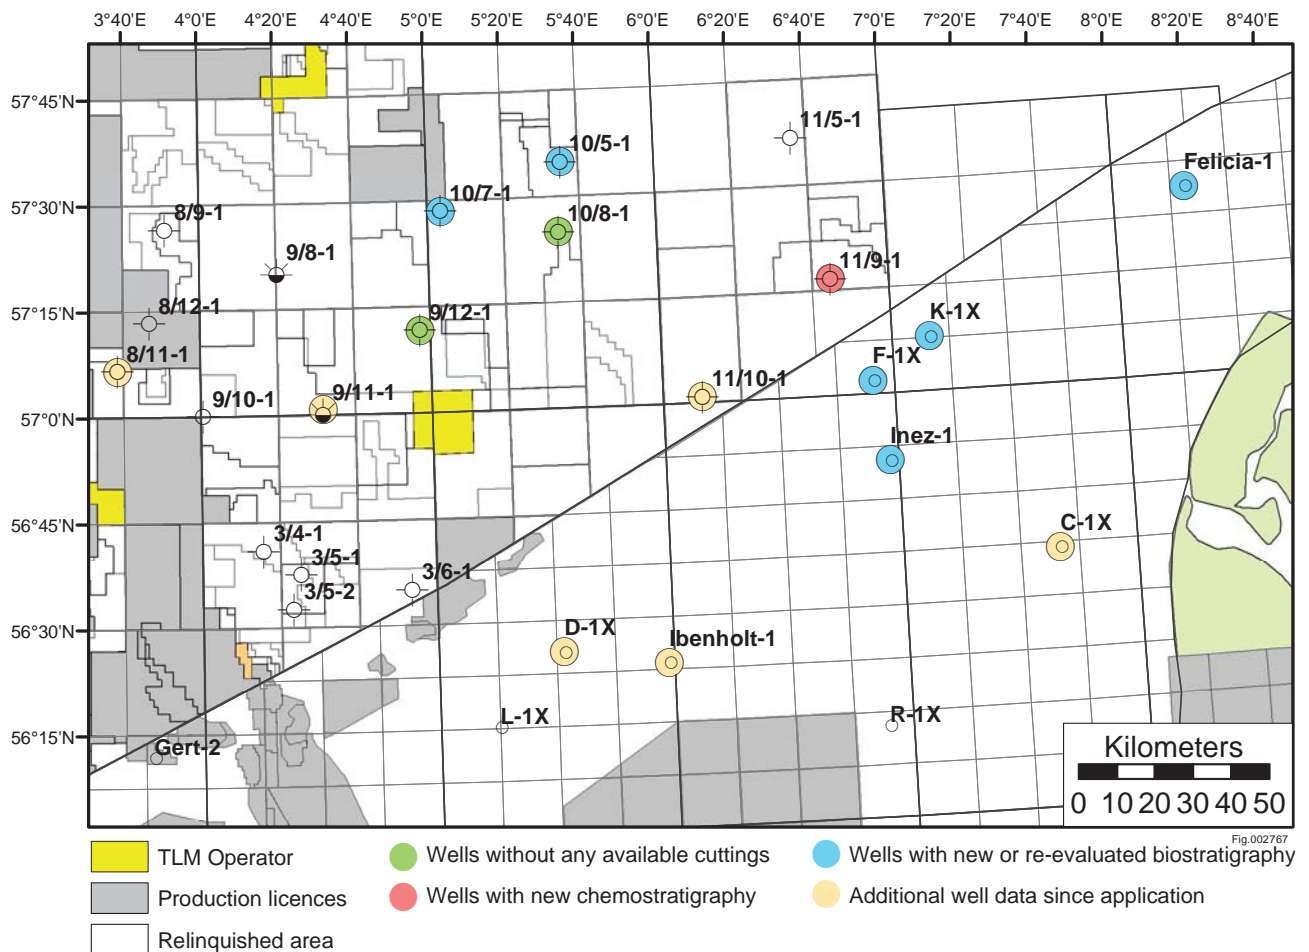 3°40'E 4°0'E 4°20'E 4°40'E 5°0'E 5°20'E 5°40'E 6°0'E 6°20'E 6°40'E 7°0'E 7°20'E 7°40'E 8°0'E 8°20'E 8°40'E
57°45'N
11/5-1
10/5-1
Felicia-1
10/7-1
57°30'N
8/9-1
10/8-1
9/8-1
11/9-1
57°15'N
8/12-1
K-1X
9/12-1
8/11-1
F-1X
11/10-1
9/10-1
9/11-1
57°0'N
Inez-1
56°45'N
3/4-1
C-1X
3/5-1
3/6-1
3/5-2
56°30'N
D-1X
Ibenholt-1
L-1X
R-1X
56°15'N
Gert-2
Kilometers
0 10 20 30 40 50
Fig.002767
TLM Operator
Wells without any available cuttings
Wells with new or re-evaluated biostratigraphy
Production licences
Wells with new chemostratigraphy
Additional well data since application
Relinquished area